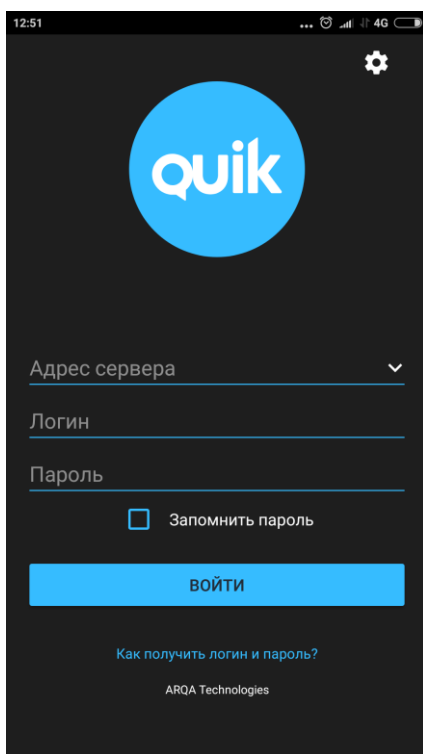 12:51 ... 4G
quik
Адрес сервера
Логин
Пароль
Запомнить пароль
ВОЙТИ
Как получить логин и пароль?
ARQA Technologies